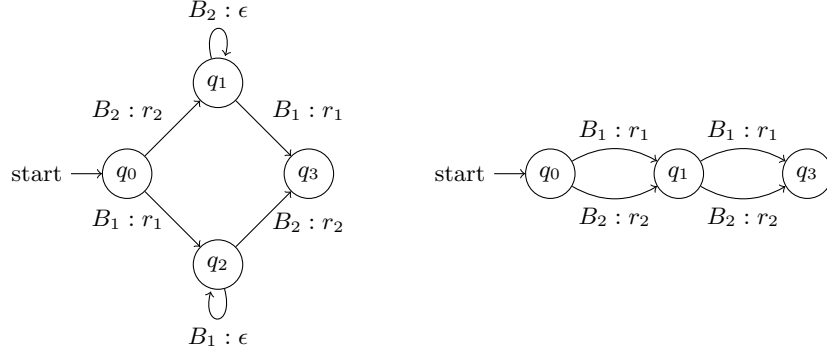 B₂ : ϵ
q₁
B₂ : r₂
B₁ : r₁
start
q₀
q₃
B₁ : r₁
B₂ : r₂
q₂
B₁ : ϵ
start
q₀
B₁ : r₁
B₂ : r₂
q₁
B₁ : r₁
B₂ : r₂
q₃